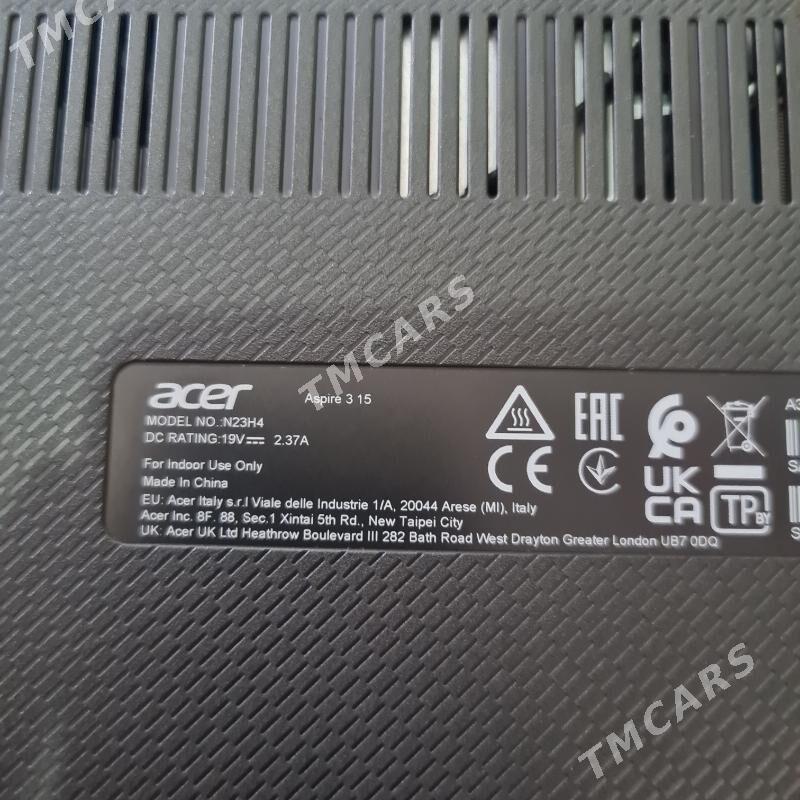 TMCARS
acer
Aspire 3 15
MODEL NO.:N23H4
DC RATING:19V 2.37A
For Indoor Use Only
Made In China
EU: Acer Italy s.r.l Viale delle Industrie 1/A, 20044 Arese (MI), Italy
Acer Inc. 8F. 88, Sec.1 Xintai 5th Rd., New Taipei City
UK: Acer UK Ltd Heathrow Boulevard III 282 Bath Road West Drayton Greater London UB7 0DQ
EAC
CE
UK
CA
TP
BY
TMCARS
TMCARS